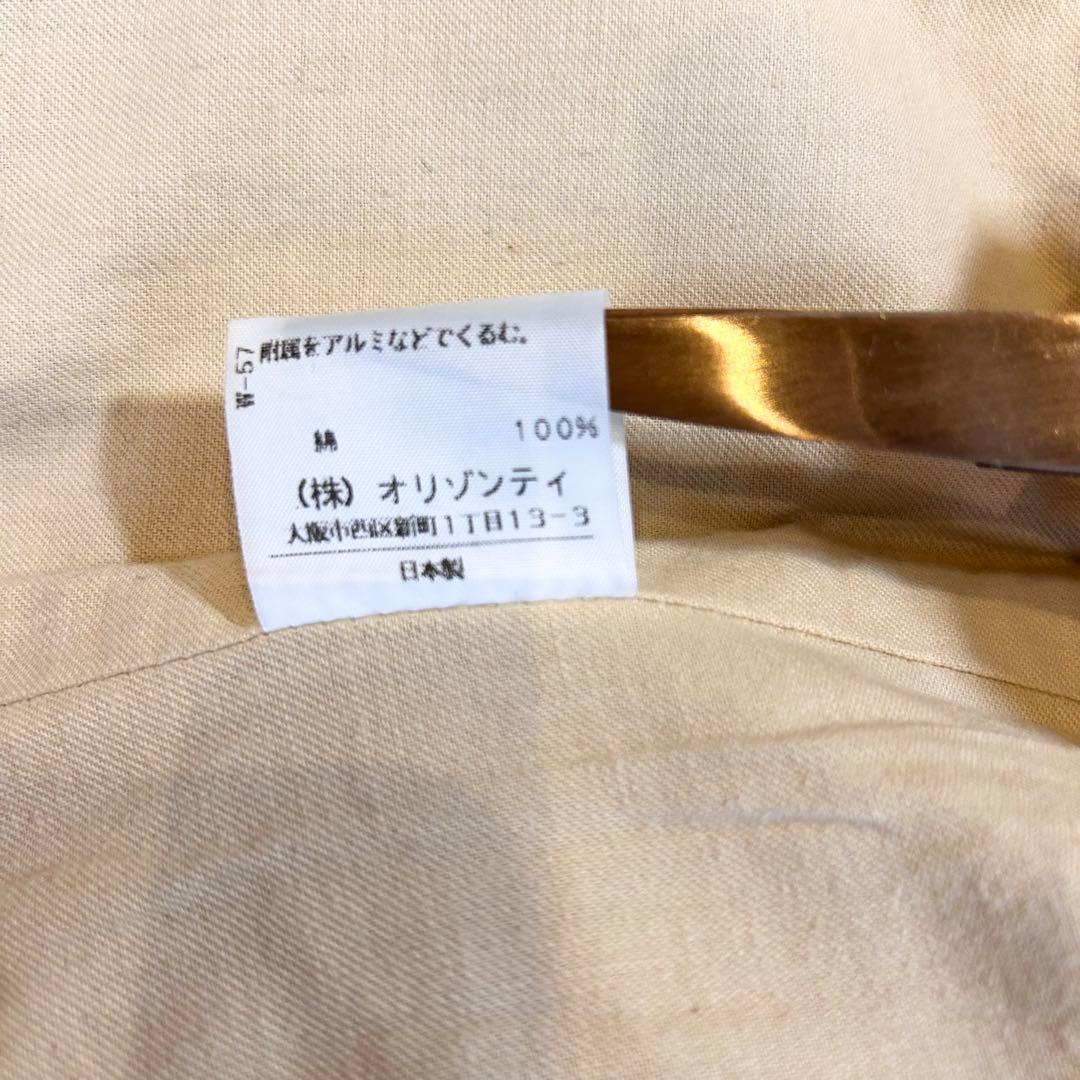 附属をアルミなどでくるむ。
W-57
綿 100%
(株) オリゾンティ
大阪市西区新町1丁目13-3
日本製